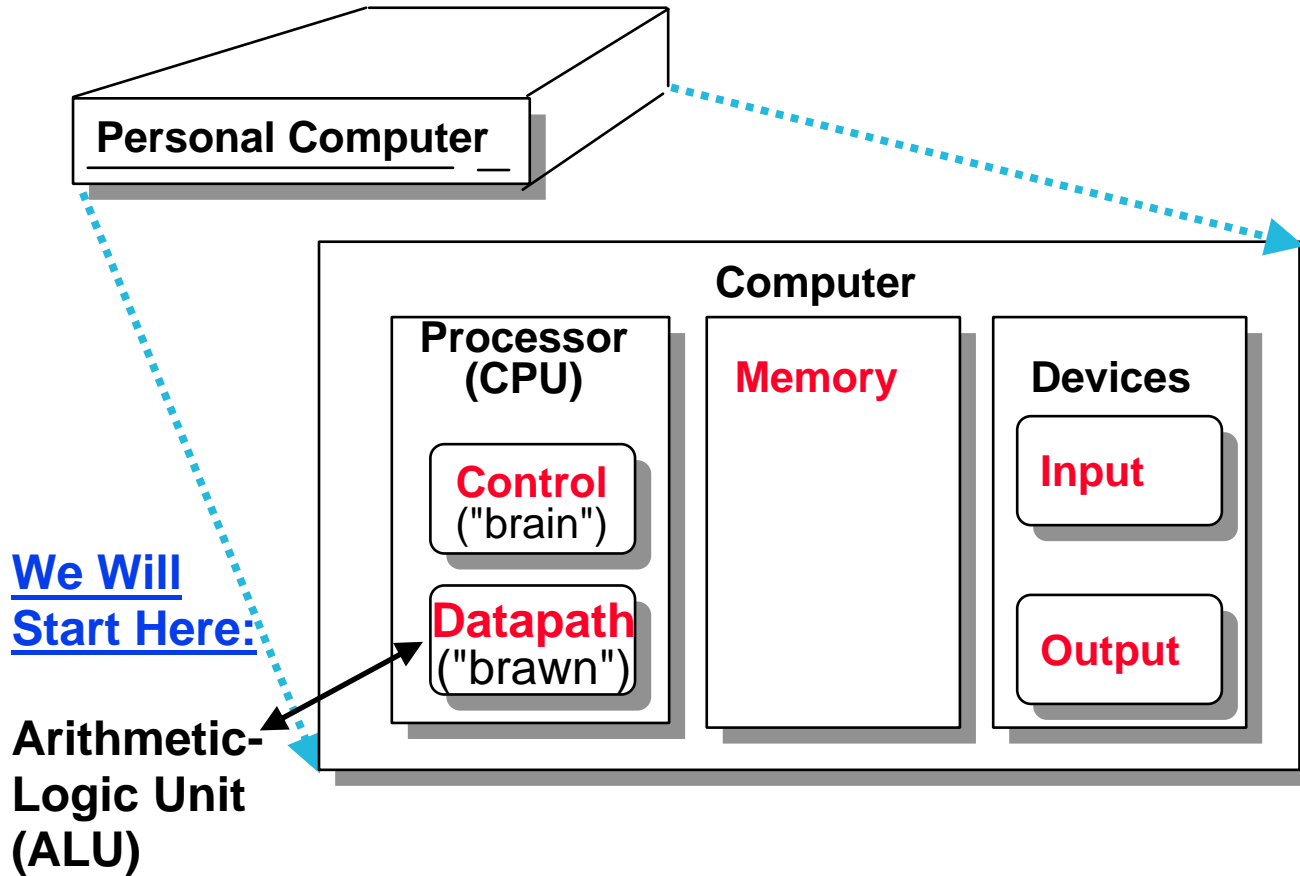 Personal Computer
Computer
Processor
(CPU)
Control
("brain")
Datapath
("brawn")
Memory
Devices
Input
Output
We Will
Start Here:
Arithmetic-
Logic Unit
(ALU)